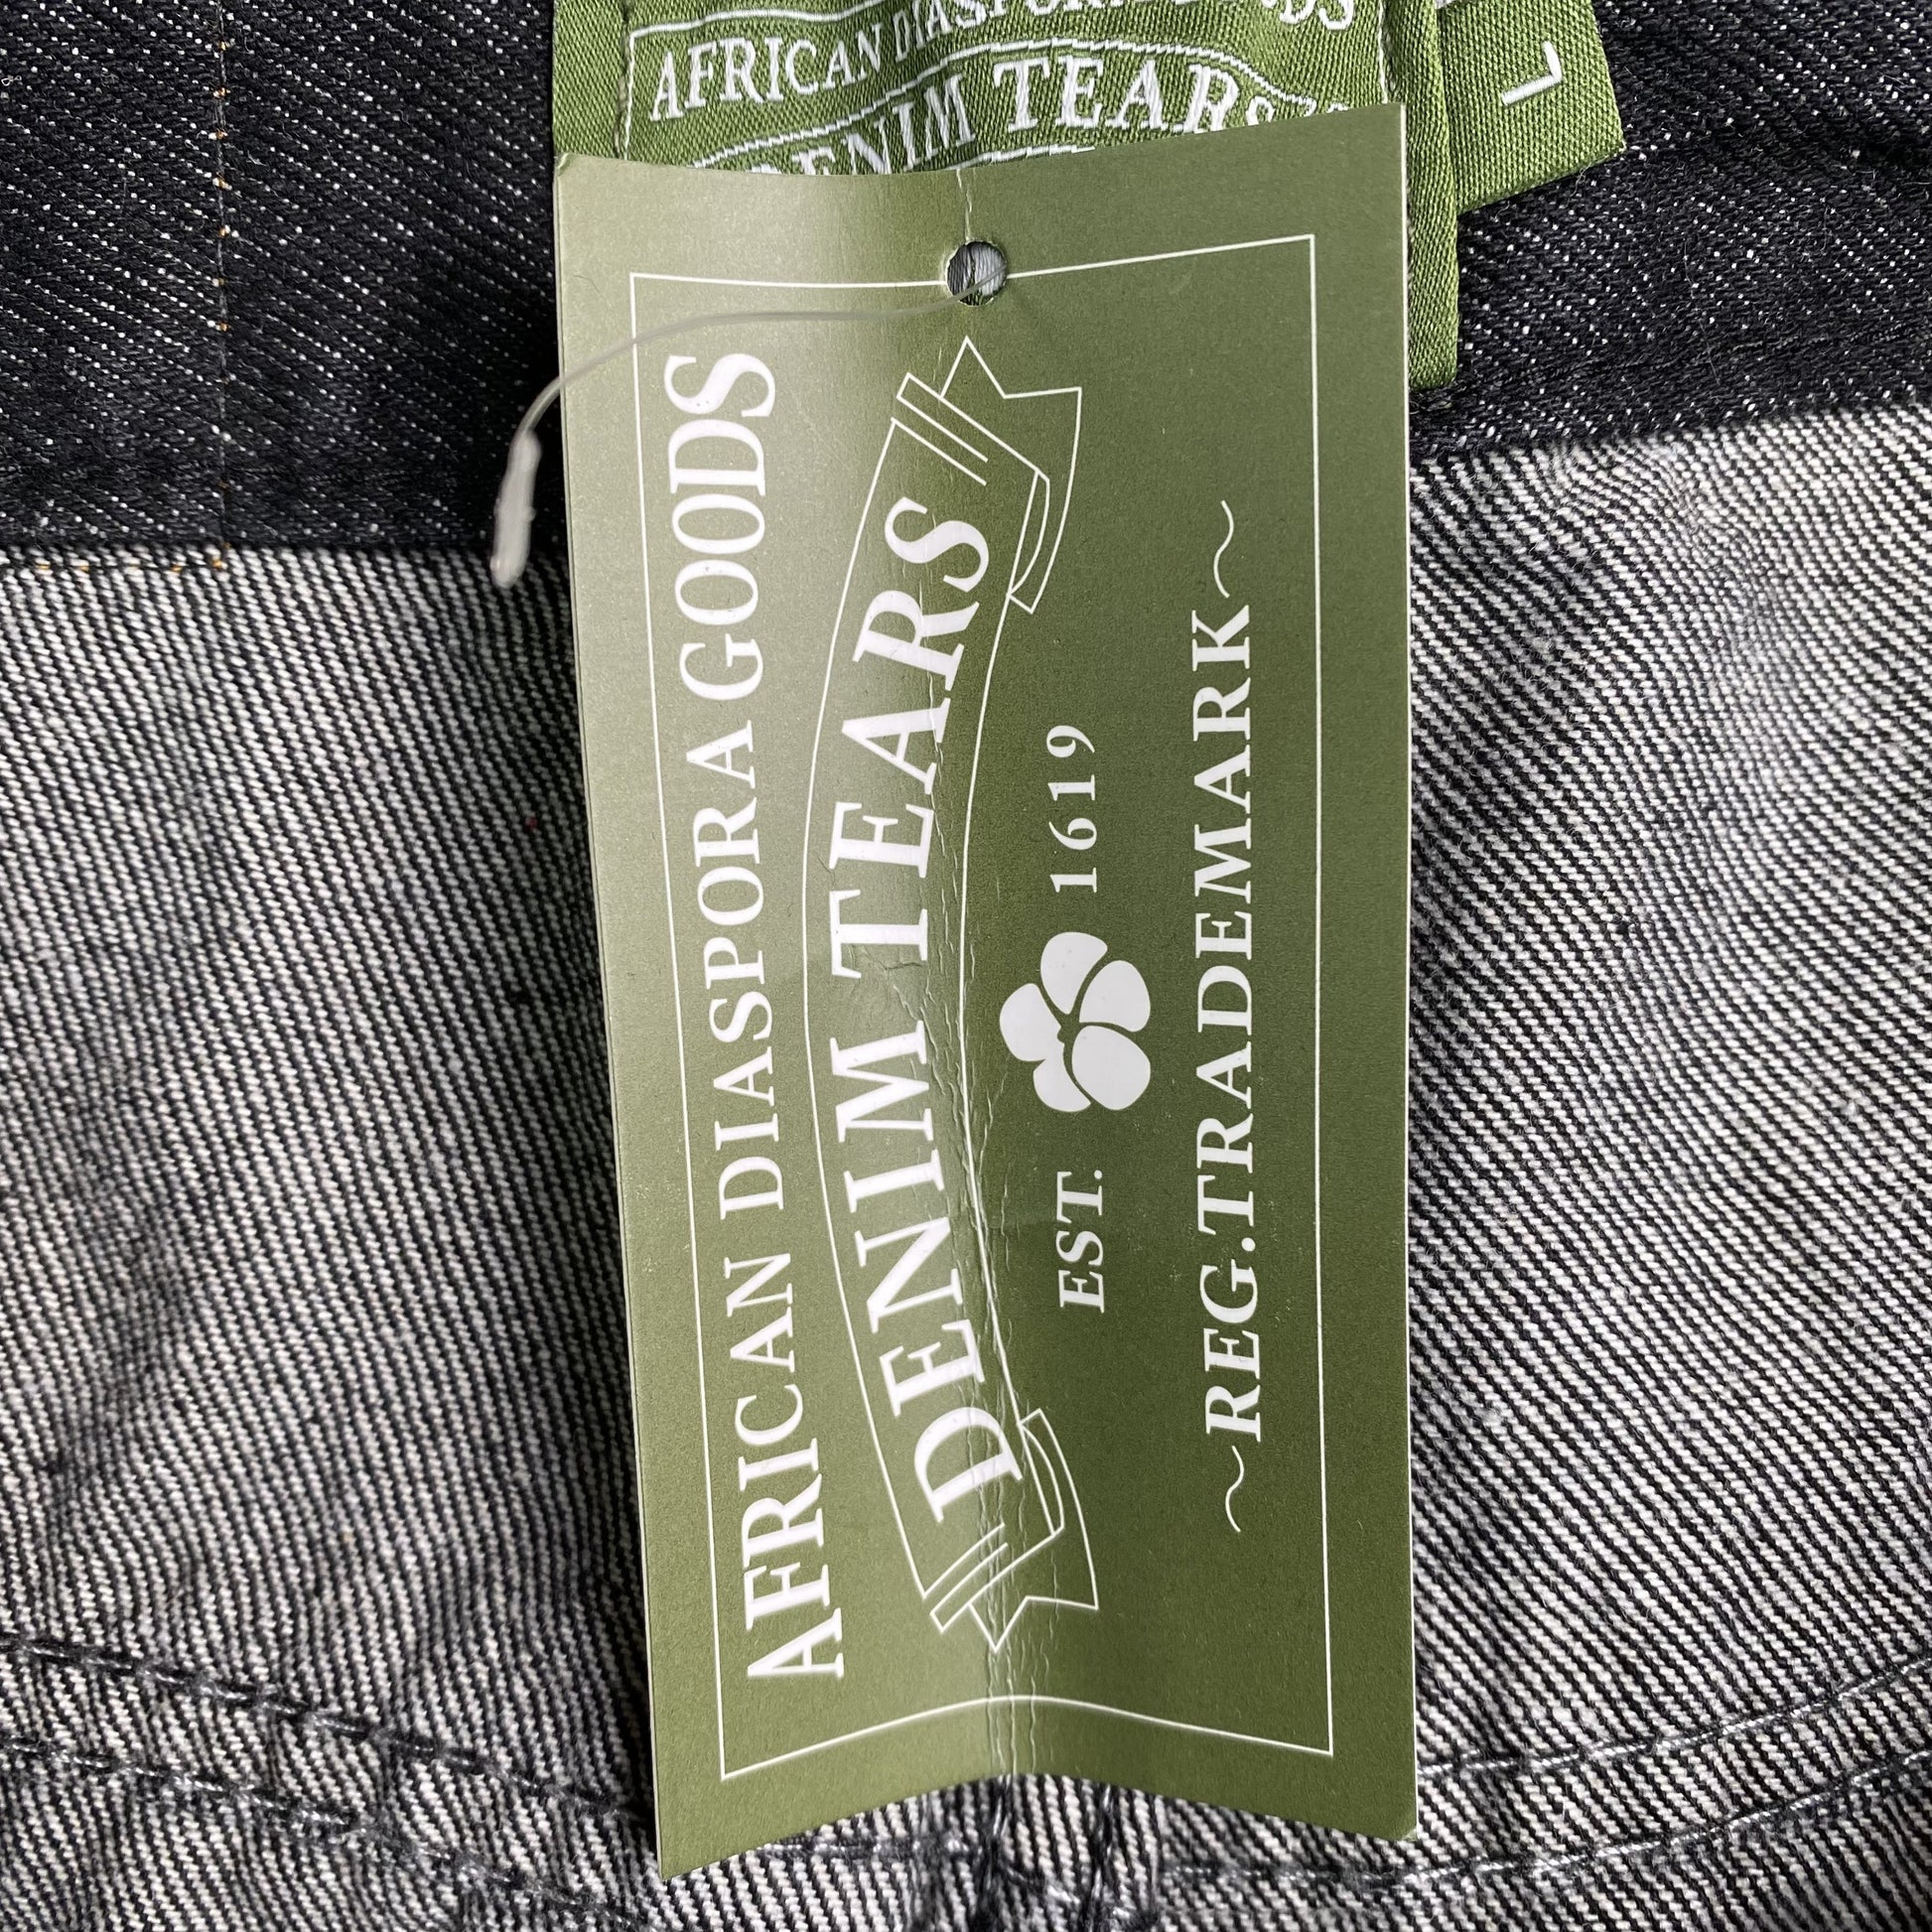 AFRICAN DIASPORA GOODS
DENIM TEARS
L
AFRICAN DIASPORA GOODS
DENIM TEARS
EST. 1619
~REG.TRADEMARK~